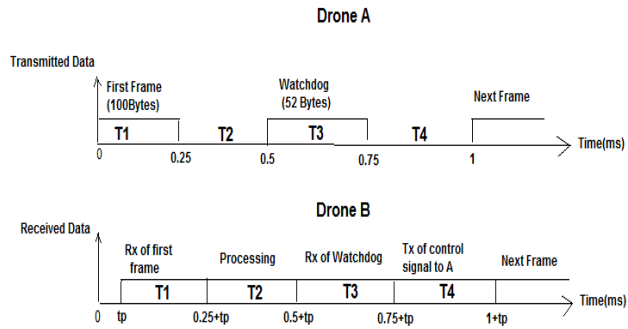 Drone A
Transmitted Data
First Frame
(100Bytes)
Watchdog
(52 Bytes)
Next Frame
T1
T2
T3
T4
0
0.25
0.5
0.75
1
Time(ms)
Drone B
Received Data
Rx of first
frame
Processing
Rx of Watchdog
Tx of control
signal to A
Next Frame
T1
T2
T3
T4
0
tp
0.25+tp
0.5+tp
0.75+tp
1+tp
Time(ms)